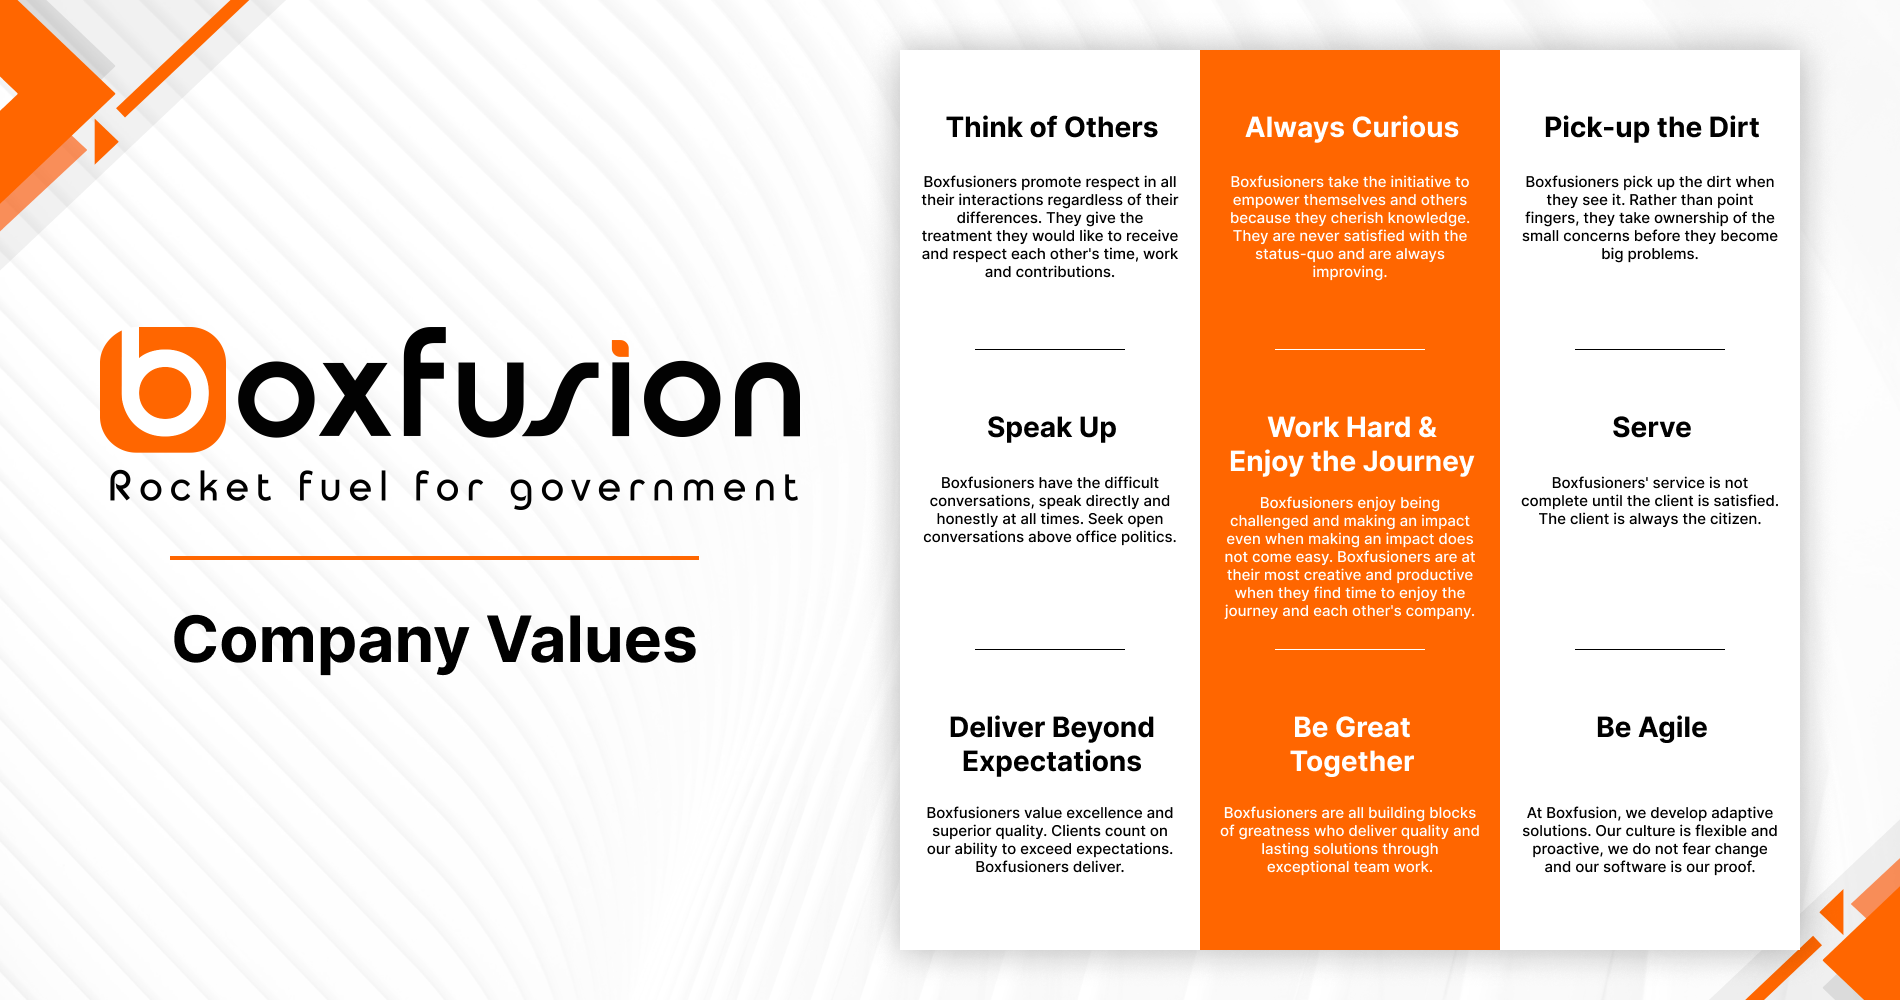 boxfusion
Rocket fuel for government
Company Values
Think of Others
Boxfusioners promote respect in all
their interactions regardless of their
differences. They give the
treatment they would like to receive
and respect each other's time, work
and contributions.
Always Curious
Boxfusioners take the initiative to
empower themselves and others
because they cherish knowledge.
They are never satisfied with the
status-quo and are always
improving.
Pick-up the Dirt
Boxfusioners pick up the dirt when
they see it. Rather than point
fingers, they take ownership of the
small concerns before they become
big problems.
Speak Up
Boxfusioners have the difficult
conversations, speak directly and
honestly at all times. Seek open
conversations above office politics.
Work Hard &
Enjoy the Journey
Boxfusioners enjoy being
challenged and making an impact
even when making an impact does
not come easy. Boxfusioners are at
their most creative and productive
when they find time to enjoy the
journey and each other's company.
Serve
Boxfusioners' service is not
complete until the client is satisfied.
The client is always the citizen.
Deliver Beyond
Expectations
Boxfusioners value excellence and
superior quality. Clients count on
our ability to exceed expectations.
Boxfusioners deliver.
Be Great
Together
Boxfusioners are all building blocks
of greatness who deliver quality and
lasting solutions through
exceptional team work.
Be Agile
At Boxfusion, we develop adaptive
solutions. Our culture is flexible and
proactive, we do not fear change
and our software is our proof.